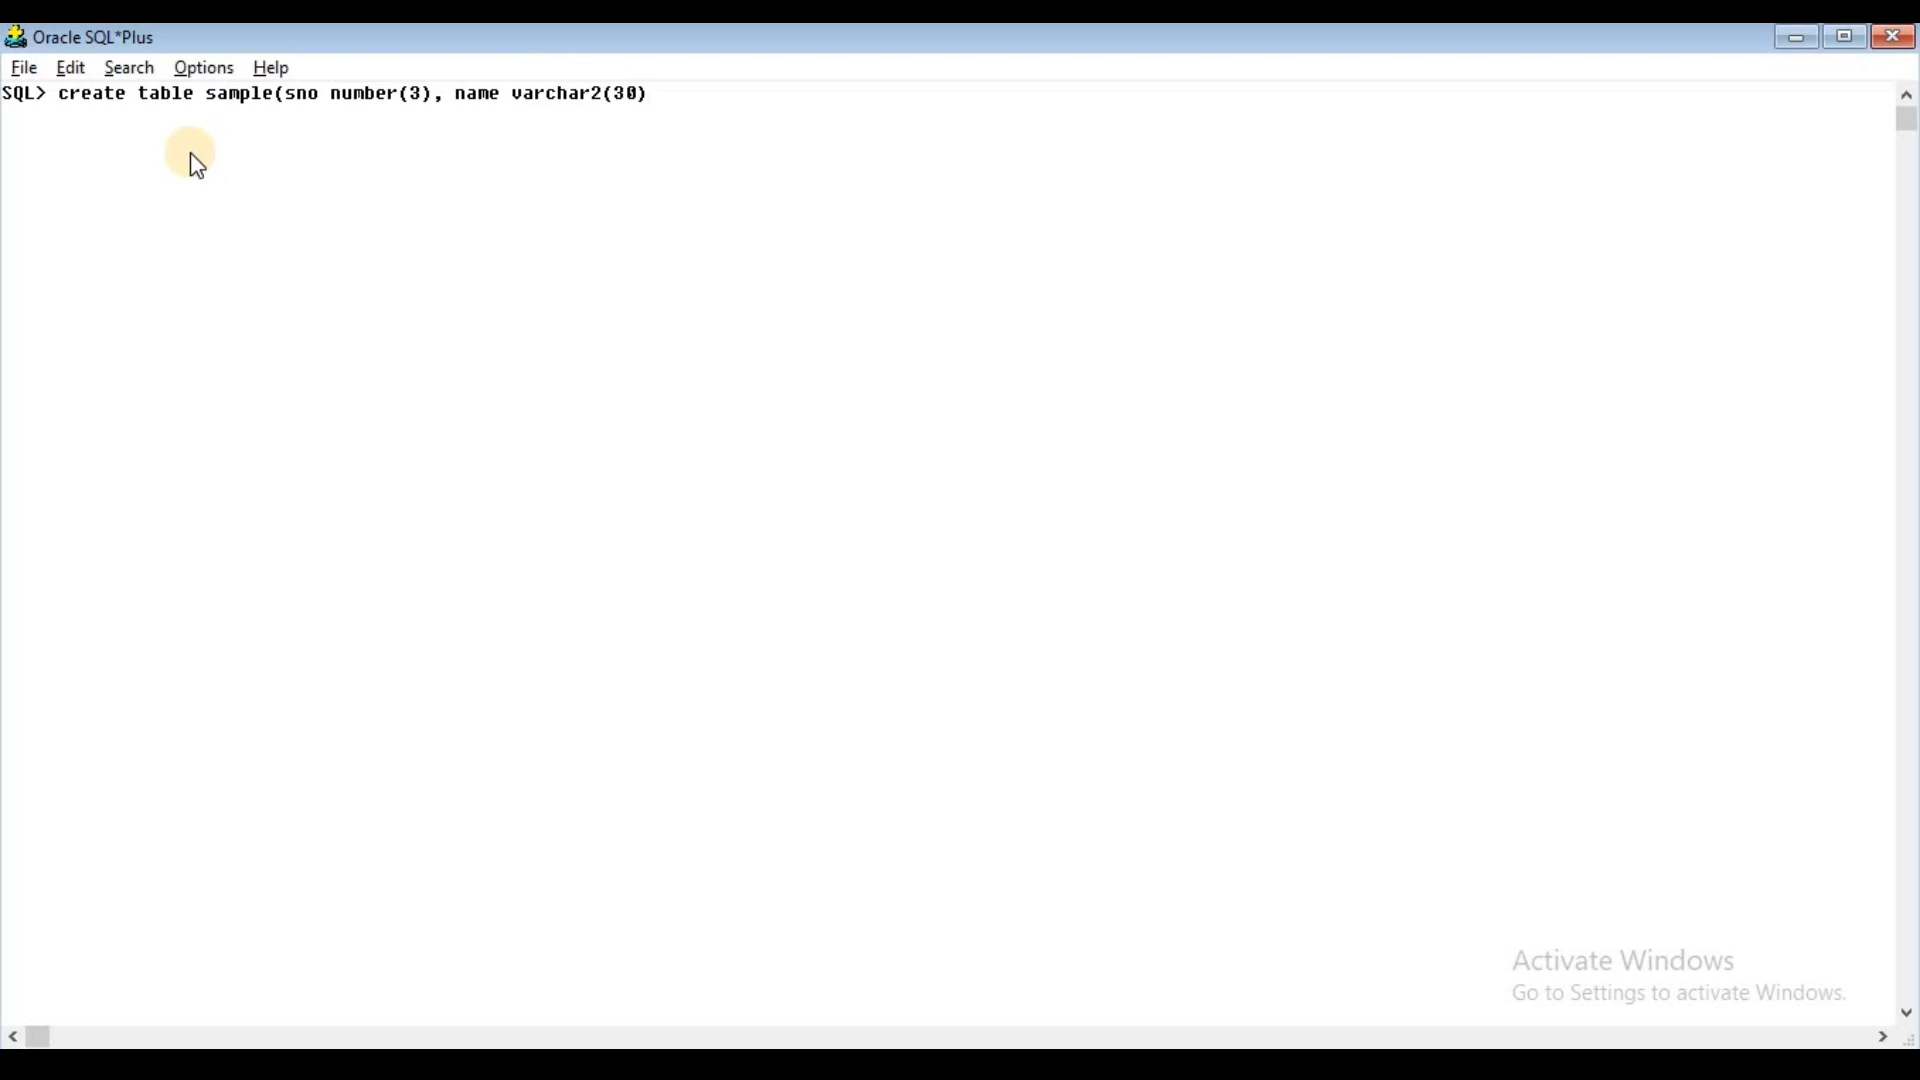 Oracle SQL*Plus
File Edit Search Options Help
SQL> create table sample(sno number(3), name varchar2(30)
Activate Windows
Go to Settings to activate Windows.